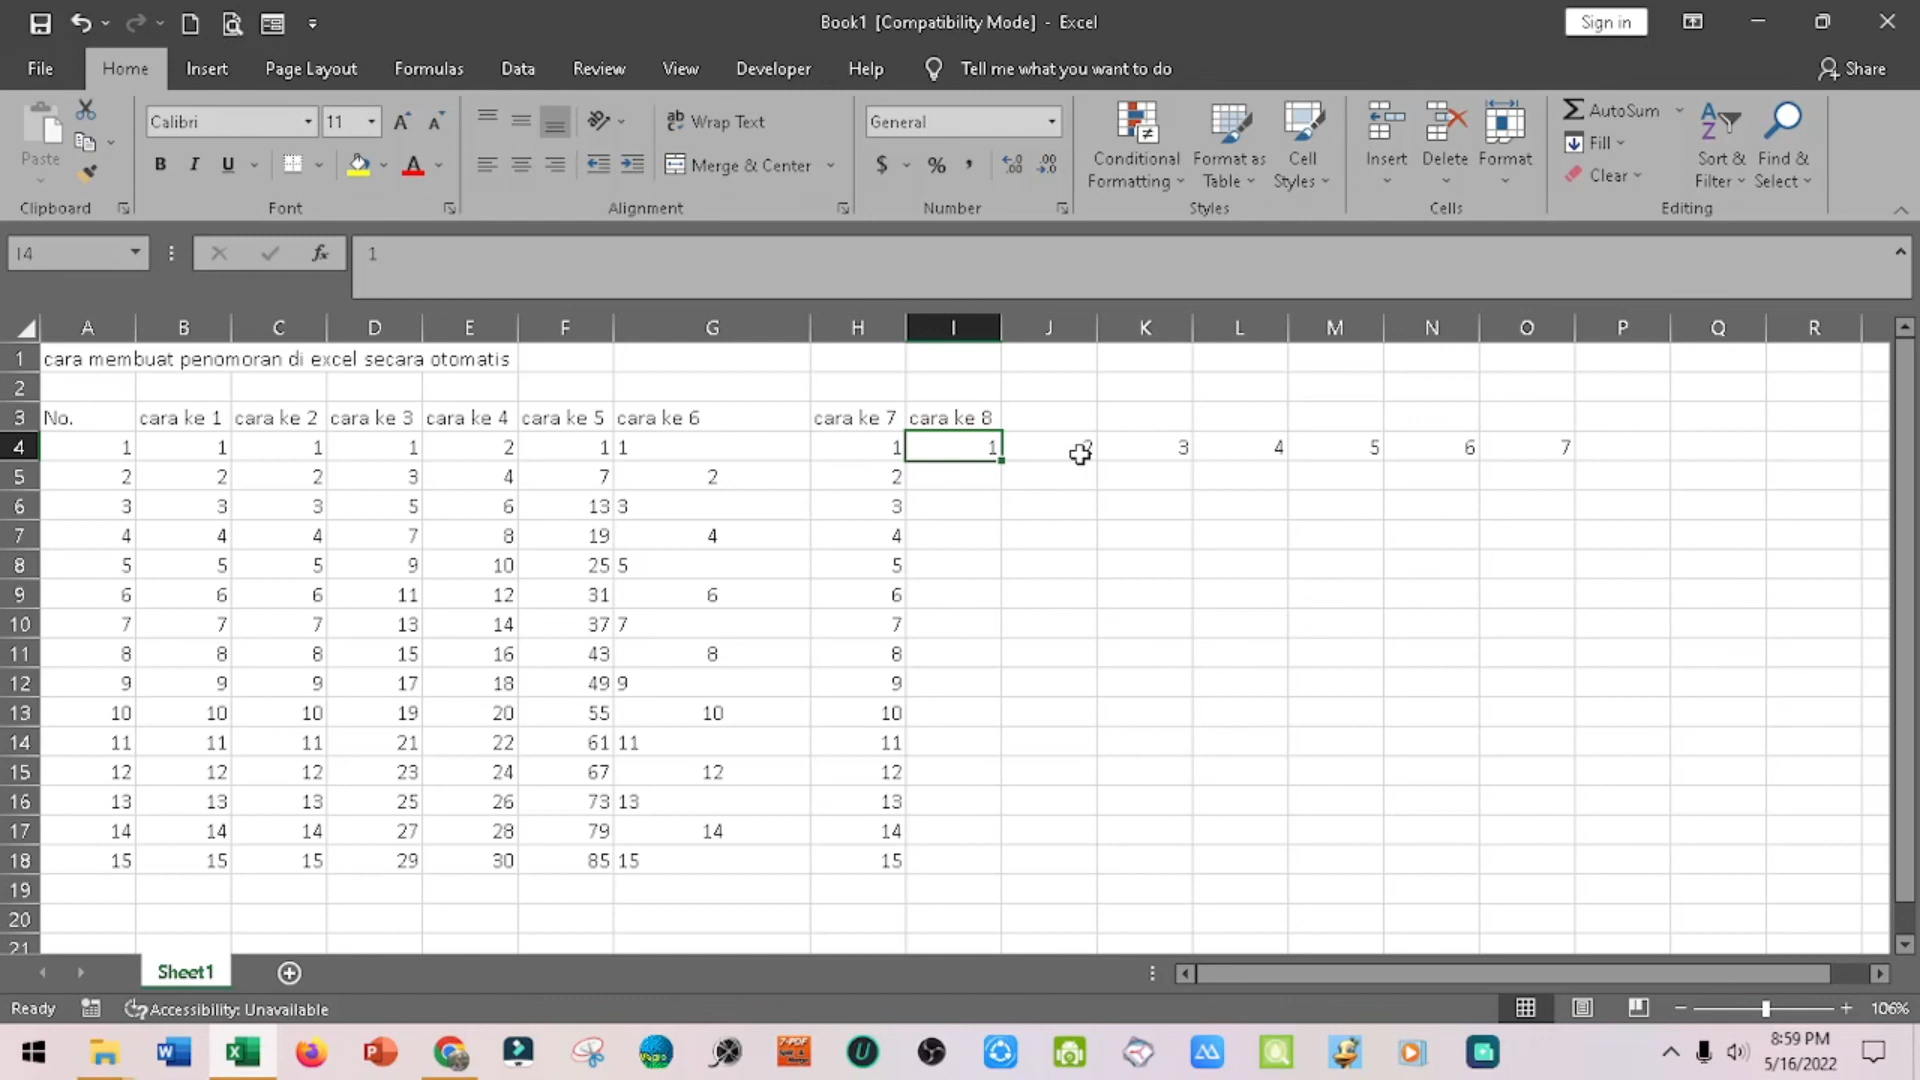 Book1 [Compatibility Mode] - Excel
Sign in
File Home Insert Page Layout Formulas Data Review View Developer Help Tell me what you want to do Share
Paste
Calibri 11
B I U
Wrap Text
Merge & Center
General
$ % ,
Conditional Formatting
Format as Table
Cell Styles
Insert Delete Format
AutoSum
Fill
Clear
Sort & Filter
Find & Select
Clipboard Font Alignment Number Styles Cells Editing
I4 fx 1
A B C D E F G H I J K L M N O P Q R
1 cara membuat penomoran di excel secara otomatis
2
3 No. cara ke 1 cara ke 2 cara ke 3 cara ke 4 cara ke 5 cara ke 6 cara ke 7 cara ke 8
4 1 1 1 1 2 1 1 1 1 2 3 4 5 6 7
5 2 2 2 3 4 7 2 2
6 3 3 3 5 6 13 3 3
7 4 4 4 7 8 19 4 4
8 5 5 5 9 10 25 5 5
9 6 6 6 11 12 31 6 6
10 7 7 7 13 14 37 7 7
11 8 8 8 15 16 43 8 8
12 9 9 9 17 18 49 9 9
13 10 10 10 19 20 55 10 10
14 11 11 11 21 22 61 11 11
15 12 12 12 23 24 67 12 12
16 13 13 13 25 26 73 13 13
17 14 14 14 27 28 79 14 14
18 15 15 15 29 30 85 15 15
19
20
21
Sheet1
Ready Accessibility: Unavailable 106%
8:59 PM
5/16/2022